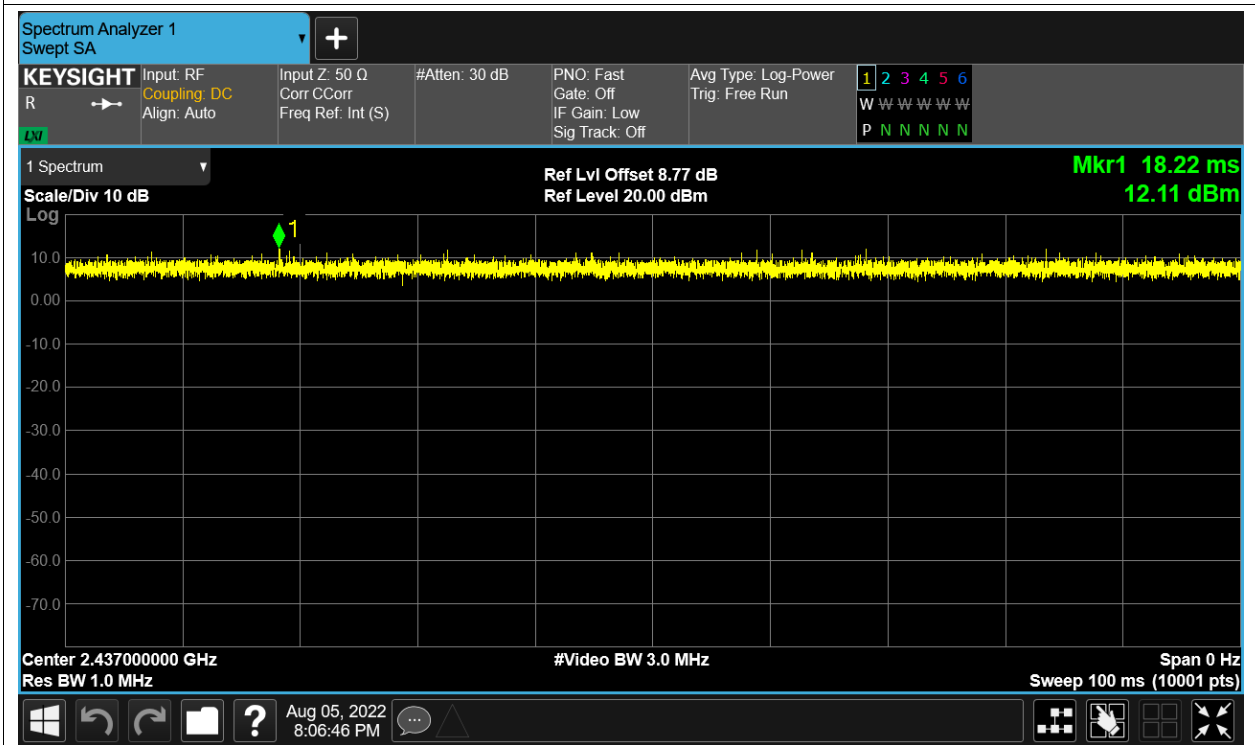 Spectrum Analyzer 1
Swept SA
KEYSIGHT
R
LXI
Input: RF
Coupling: DC
Align: Auto
Input Z: 50 Ω
Corr CCorr
Freq Ref: Int (S)
#Atten: 30 dB
PNO: Fast
Gate: Off
IF Gain: Low
Sig Track: Off
Avg Type: Log-Power
Trig: Free Run
1 2 3 4 5 6
W W W W W W
P N N N N N
1 Spectrum
Scale/Div 10 dB
Log
Ref Lvl Offset 8.77 dB
Ref Level 20.00 dBm
Mkr1 18.22 ms
12.11 dBm
1
10.0
0.00
-10.0
-20.0
-30.0
-40.0
-50.0
-60.0
-70.0
Center 2.437000000 GHz
Res BW 1.0 MHz
#Video BW 3.0 MHz
Span 0 Hz
Sweep 100 ms (10001 pts)
?
Aug 05, 2022
8:06:46 PM